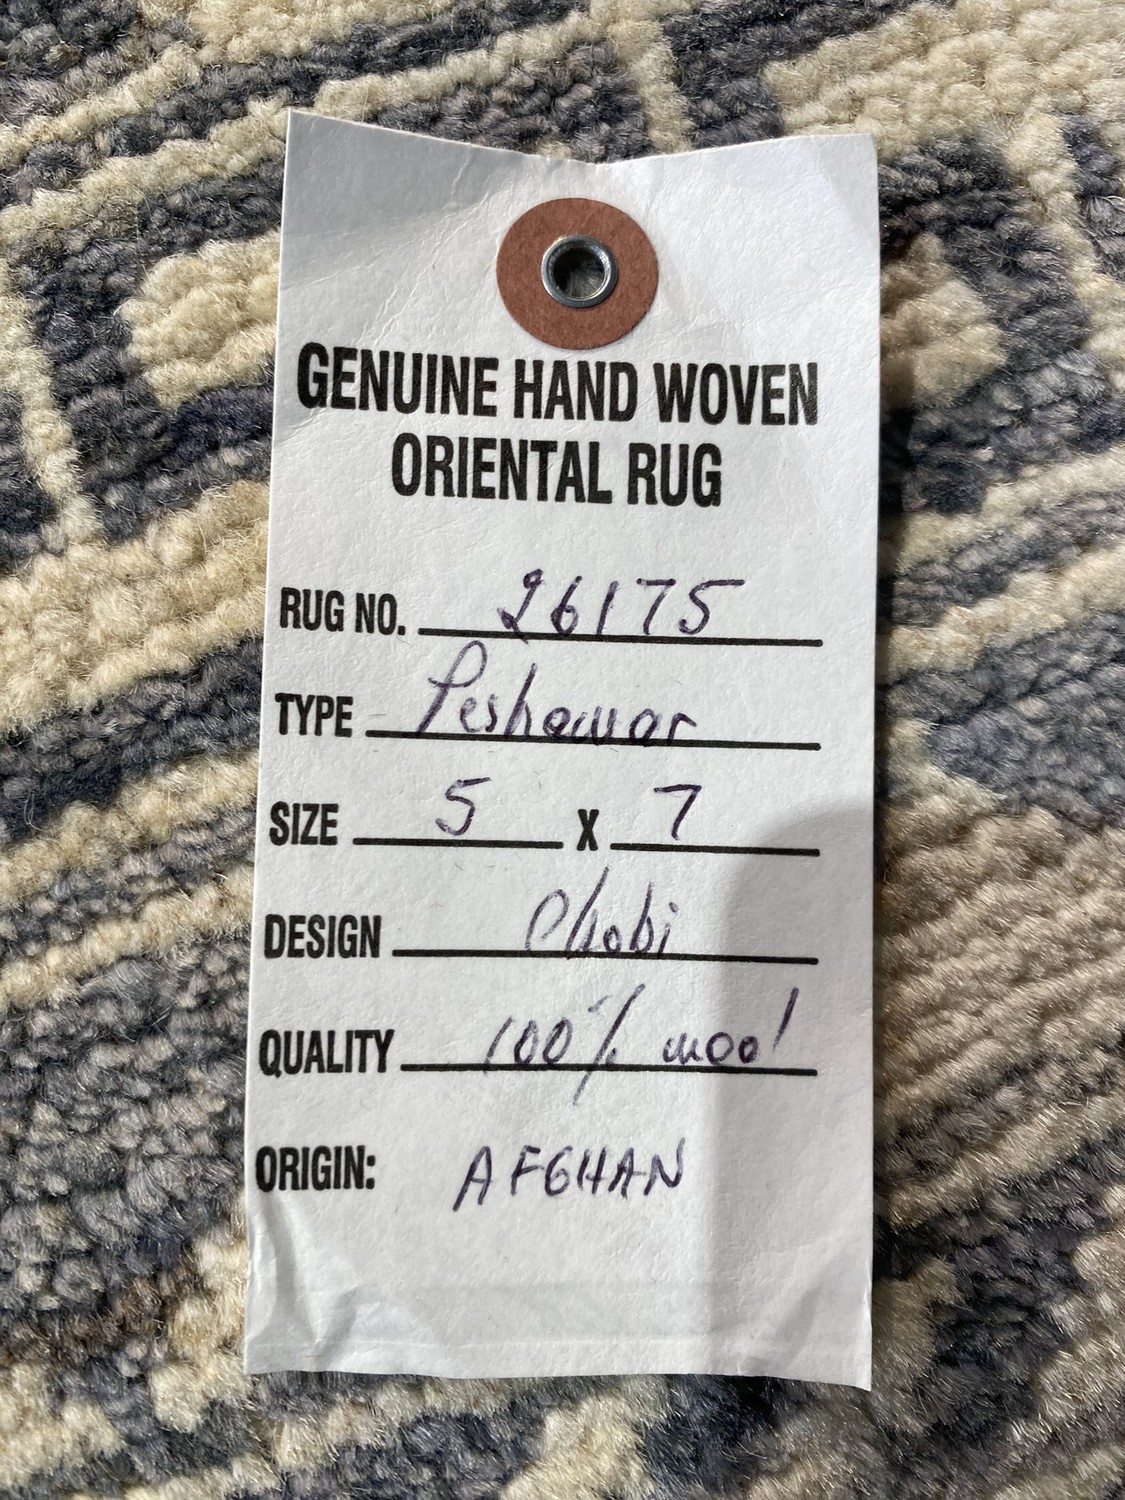 GENUINE HAND WOVEN
ORIENTAL RUG
RUG NO. 26175
TYPE Peshawar
SIZE 5 X 7
DESIGN Chobi
QUALITY 100% wool
ORIGIN: AFGHAN